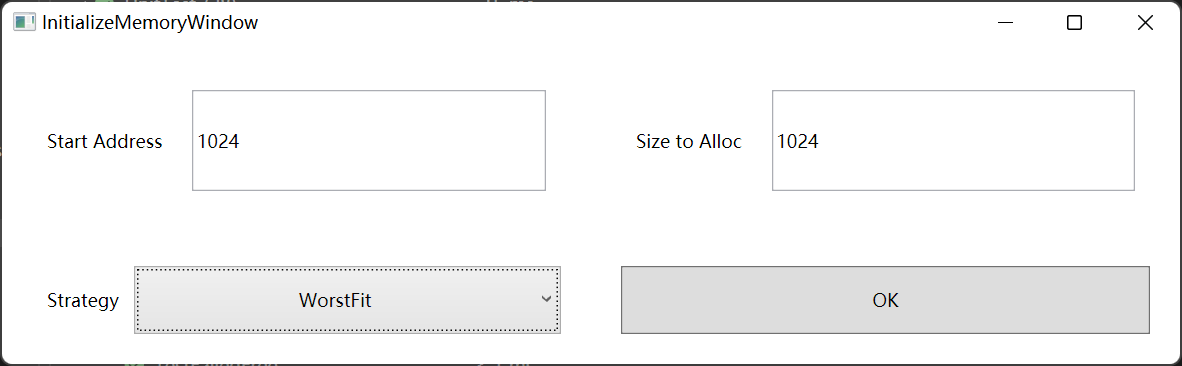 InitializeMemoryWindow
Start Address 1024 Size to Alloc 1024
Strategy WorstFit OK